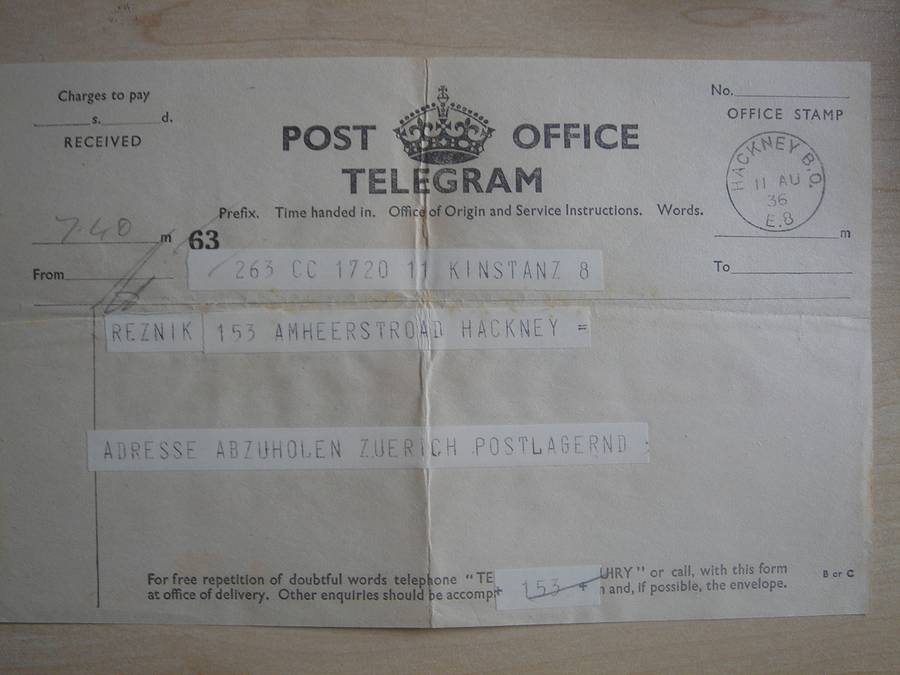 Charges to pay
s. d.
RECEIVED
POST OFFICE
TELEGRAM
No.
OFFICE STAMP
HACKNEY B.O.
11 AU
36
E.8
Prefix. Time handed in. Office of Origin and Service Instructions. Words.
7.40 m
63
m
263 CC 1720 11 KINSTANZ 8
From
To
REZNIK 153 AMHEERSTROAD HACKNEY =
ADRESSE ABZUHOLEN ZUERICH POSTLAGERND
For free repetition of doubtful words telephone "TE UIRY" or call, with this form
at office of delivery. Other enquiries should be accomp + 153 + n and, if possible, the envelope.
B or C